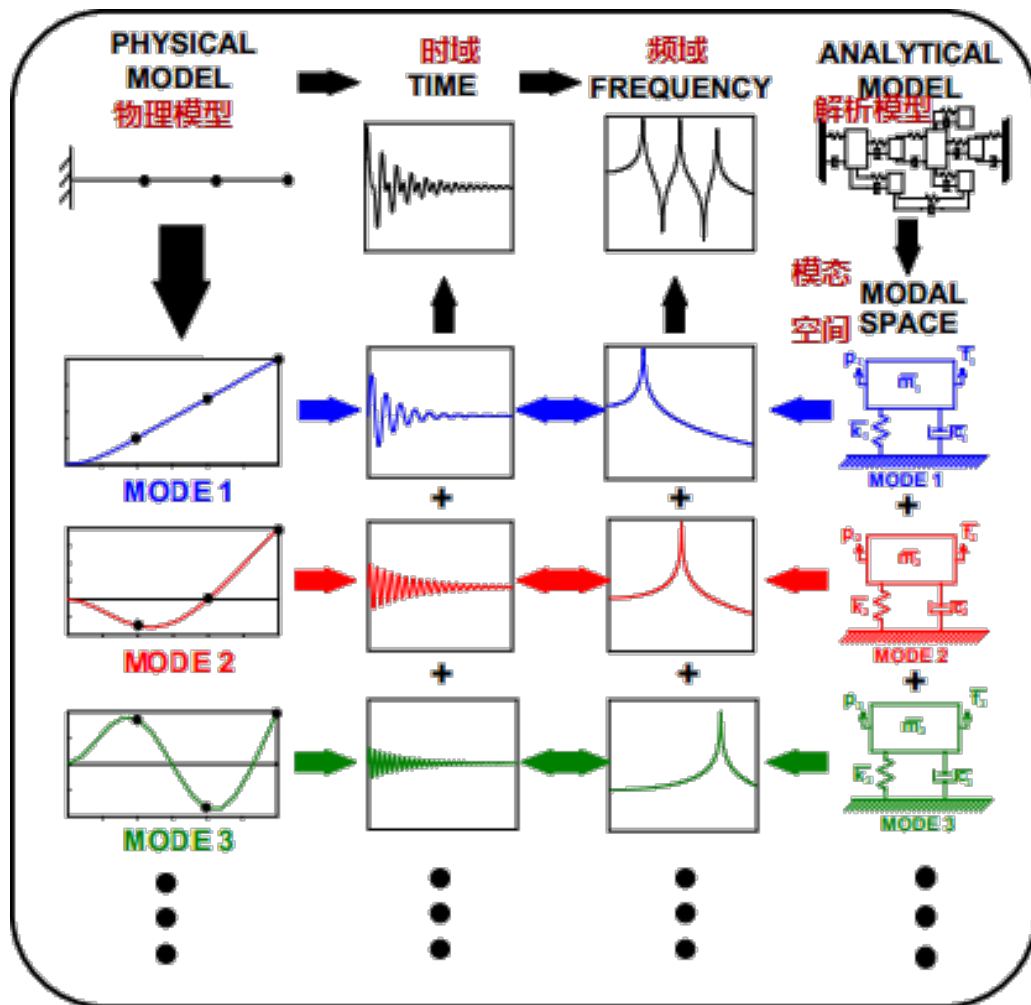 PHYSICAL
MODEL
物理模型
时域
TIME
频域
FREQUENCY
ANALYTICAL
MODEL
解析模型
模态
空间
MODAL
SPACE
MODE 1
MODE 1
+
+
+
MODE 2
MODE 2
+
+
+
MODE 3
MODE 3